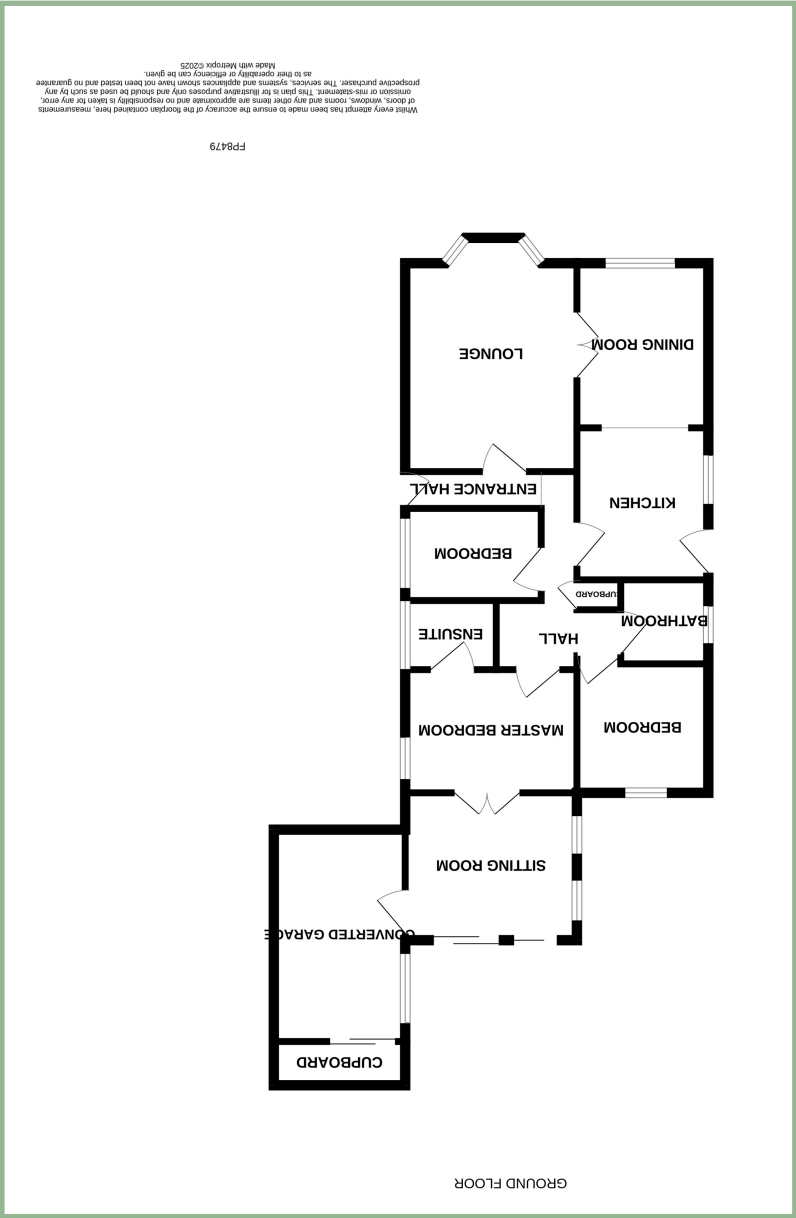 GROUND FLOOR
CUPBOARD
CONVERTED GARAGE
SITTING ROOM
BEDROOM
MASTER BEDROOM
BATHROOM
HALL
ENSUITE
CUPBOARD
BEDROOM
KITCHEN
ENTRANCE HALL
DINING ROOM
LOUNGE
FP8479
Whilst every attempt has been made to ensure the accuracy of the floorplan contained here, measurements
of doors, windows, rooms and any other items are approximate and no responsibility is taken for any error,
omission or mis-statement. This plan is for illustrative purposes only and should be used as such by any
prospective purchaser. The services, systems and appliances shown have not been tested and no guarantee
as to their operability or efficiency can be given.
Made with Metropix ©2025